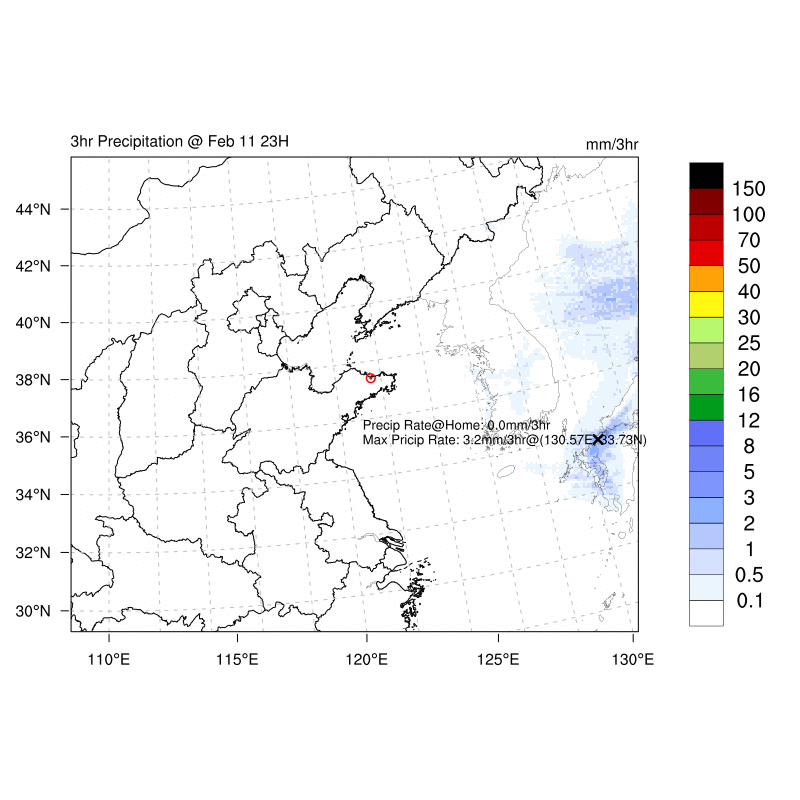 3hr Precipitation @ Feb 11 23H
mm/3hr
44°N
42°N
40°N
38°N
36°N
34°N
32°N
30°N
110°E
115°E
120°E
125°E
130°E
Precip Rate@Home: 0.0mm/3hr
Max Pricip Rate: 3.2mm/3hr@(130.57E, 33.73N)
150
100
70
50
40
30
25
20
16
12
8
5
3
2
1
0.5
0.1